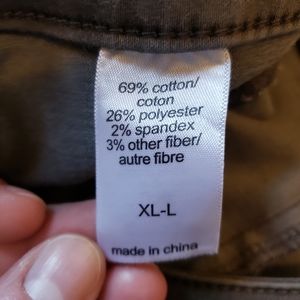 69% cotton/
coton
26% polyester
2% spandex
3% other fiber/
autre fibre
XL-L
made in china